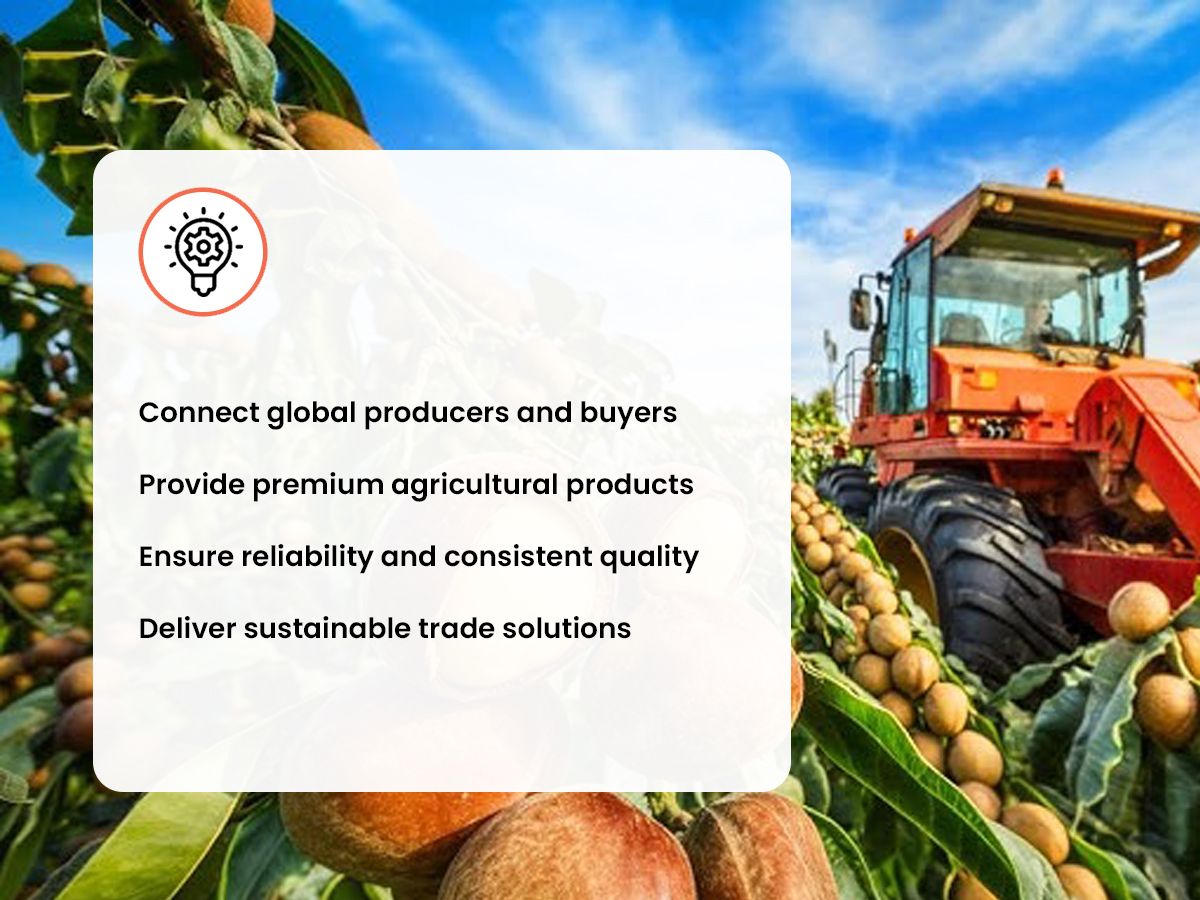 Connect global producers and buyers
Provide premium agricultural products
Ensure reliability and consistent quality
Deliver sustainable trade solutions